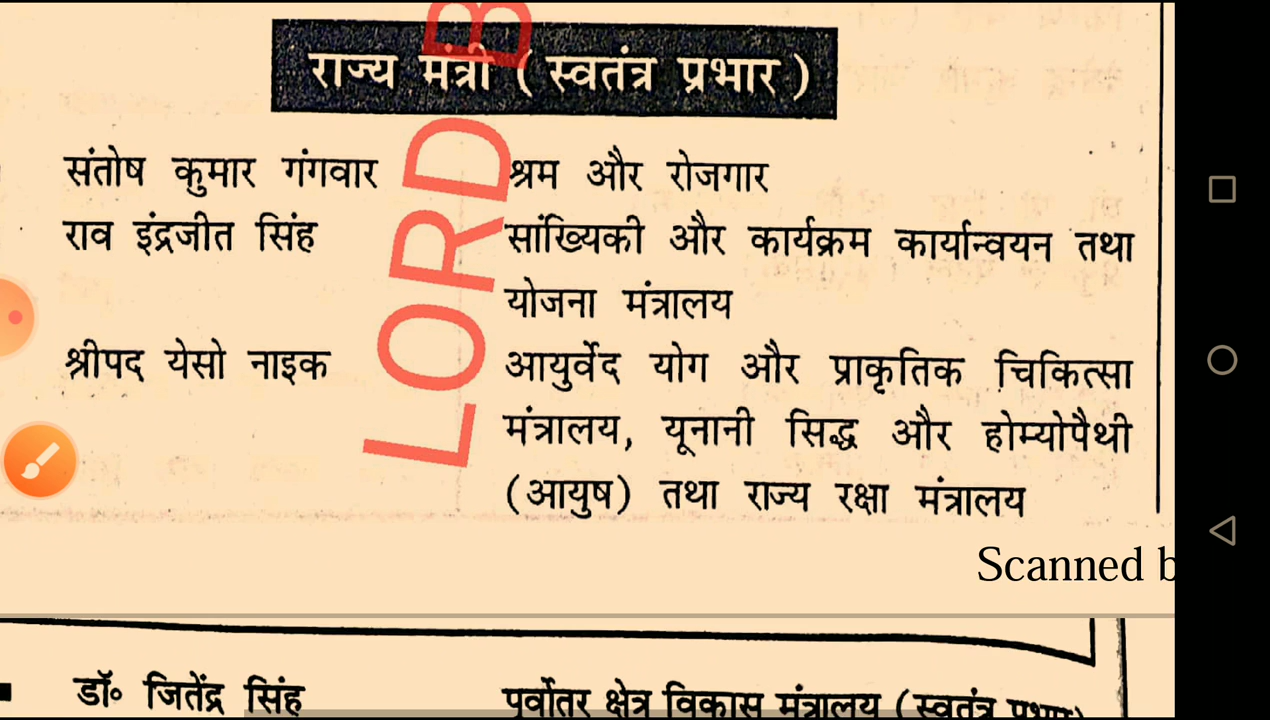 राज्य मंत्री ( स्वतंत्र प्रभार )
संतोष कुमार गंगवार श्रम और रोजगार
राव इंद्रजीत सिंह सांख्यिकी और कार्यक्रम कार्यान्वयन तथा
योजना मंत्रालय
श्रीपद येसो नाइक आयुर्वेद योग और प्राकृतिक चिकित्सा
मंत्रालय, यूनानी सिद्ध और होम्योपैथी
(आयुष) तथा राज्य रक्षा मंत्रालय
LORD B
Scanned b
डॉ॰ जितेंद्र सिंह पूर्वोतर क्षेत्र विकास मंत्रालय (स्वतंत्र प्रभार)